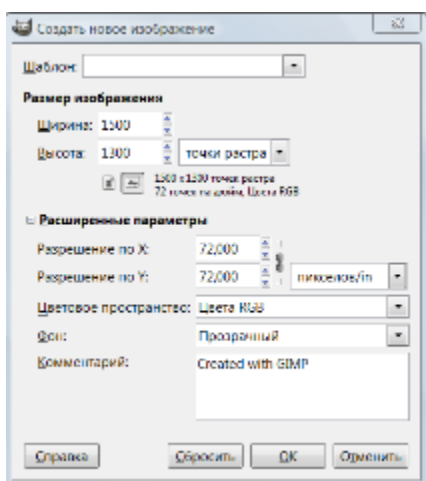 Создать новое изображение
Шаблон:
Размер изображения
Ширина: 1500
Высота: 1300 точки растра
1500 x 1300 точек растра
72 точек на дюйм, Цвета RGB
Расширенные параметры
Разрешение по X: 72,000
Разрешение по Y: 72,000 пикселов/in
Цветовое пространство: Цвета RGB
Фон: Прозрачный
Комментарий: Created with GIMP
Справка Сбросить OK Отменить